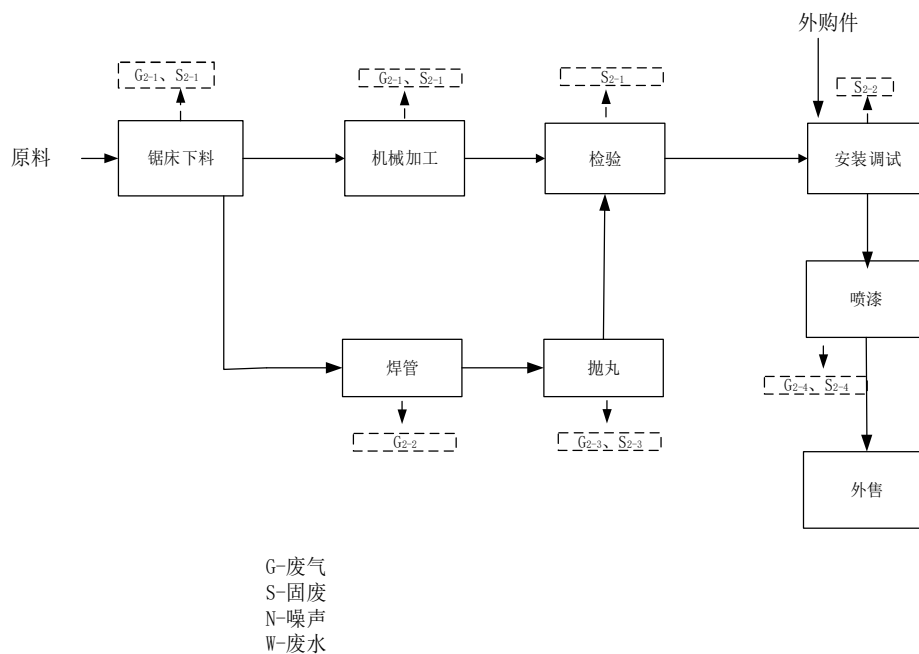 外购件
G2-1、S2-1
G2-1、S2-1
S2-1
S2-2
原料
锯床下料
机械加工
检验
安装调试
喷漆
焊管
抛丸
G2-4、S2-4
G2-2
G2-3、S2-3
外售
G-废气
S-固废
N-噪声
W-废水